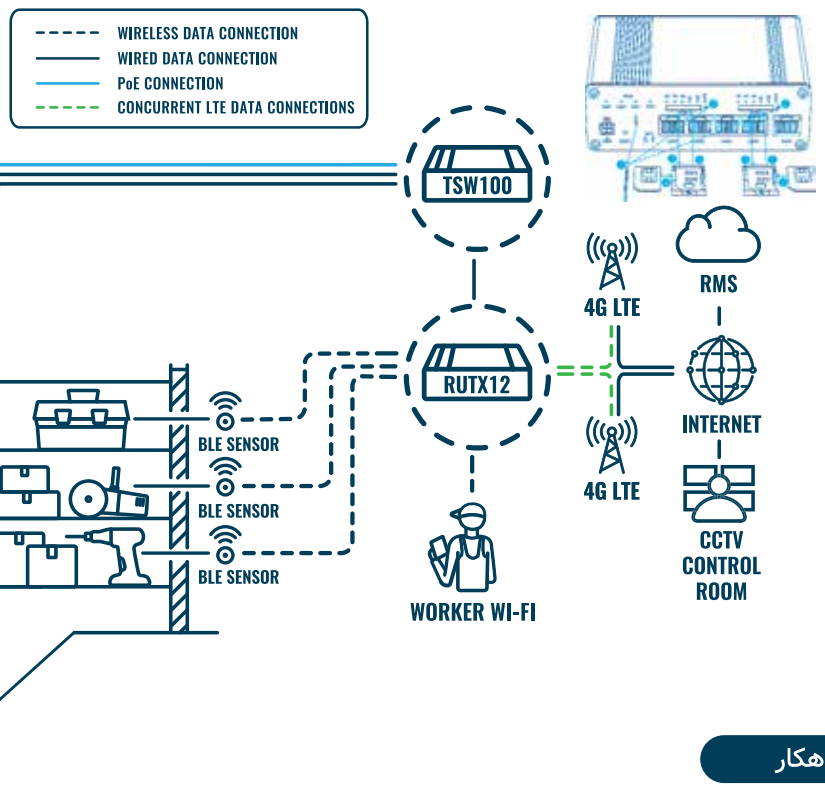 WIRELESS DATA CONNECTION
WIRED DATA CONNECTION
PoE CONNECTION
CONCURRENT LTE DATA CONNECTIONS
TSW100
4G LTE
RMS
RUTX12
INTERNET
BLE SENSOR
4G LTE
BLE SENSOR
CCTV
CONTROL
ROOM
BLE SENSOR
WORKER WI-FI
هکار